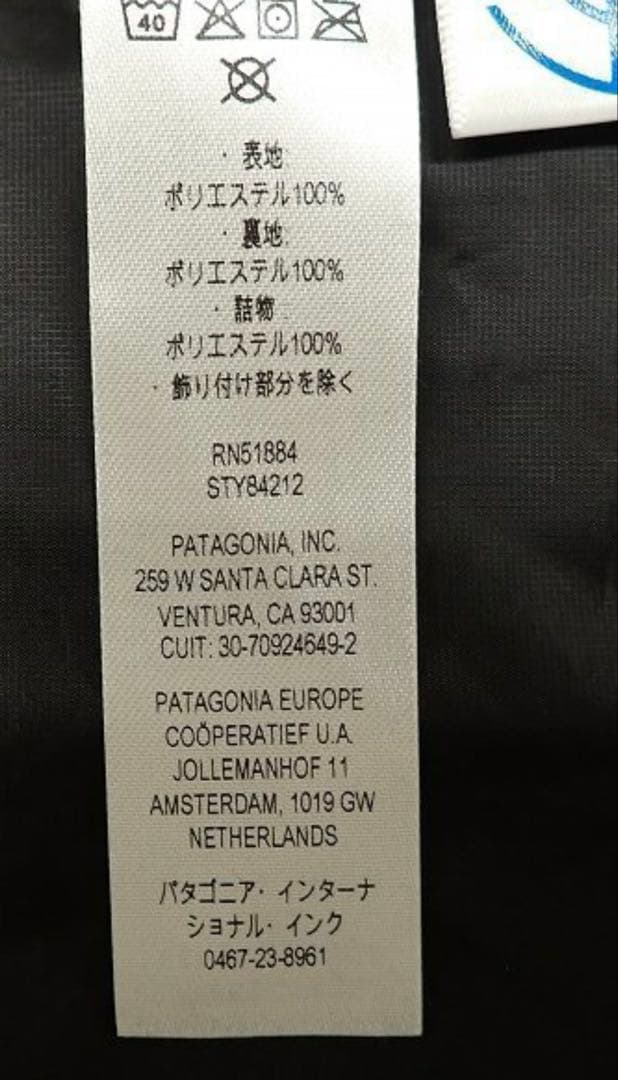 40
・表地:
ポリエステル100%
・裏地:
ポリエステル100%
・詰物:
ポリエステル100%
・飾り付け部分を除く
RN51884
STY84212
PATAGONIA, INC.
259 W SANTA CLARA ST.
VENTURA, CA 93001
CUIT: 30-70924649-2
PATAGONIA EUROPE
COÖPERATIEF U.A.
JOLLEMANHOF 11
AMSTERDAM, 1019 GW
NETHERLANDS
パタゴニア・インターナ
ショナル・インク
0467-23-8961